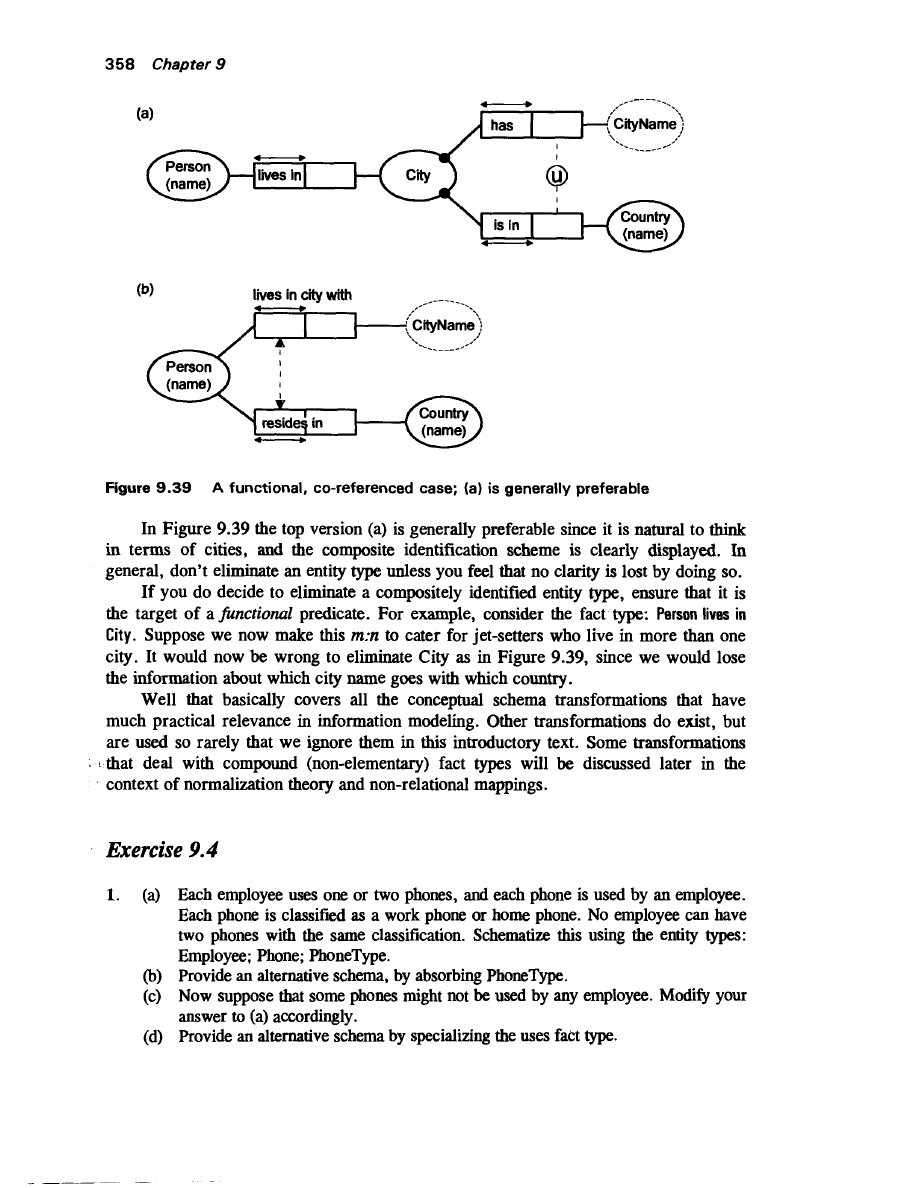 358 Chapter 9
(a)
has
CityName
Person
(name)
lives in
City
u
is in
Country
(name)
(b)
lives in city with
CityName
Person
(name)
resides in
Country
(name)
Figure 9.39 A functional, co-referenced case; (a) is generally preferable
In Figure 9.39 the top version (a) is generally preferable since it is natural to think
in terms of cities, and the composite identification scheme is clearly displayed. In
general, don't eliminate an entity type unless you feel that no clarity is lost by doing so.
If you do decide to eliminate a compositely identified entity type, ensure that it is
the target of a functional predicate. For example, consider the fact type: Person lives in
City. Suppose we now make this m:n to cater for jet-setters who live in more than one
city. It would now be wrong to eliminate City as in Figure 9.39, since we would lose
the information about which city name goes with which country.
Well that basically covers all the conceptual schema transformations that have
much practical relevance in information modeling. Other transformations do exist, but
are used so rarely that we ignore them in this introductory text. Some transformations
that deal with compound (non-elementary) fact types will be discussed later in the
context of normalization theory and non-relational mappings.
Exercise 9.4
1. (a) Each employee uses one or two phones, and each phone is used by an employee.
Each phone is classified as a work phone or home phone. No employee can have
two phones with the same classification. Schematize this using the entity types:
Employee; Phone; PhoneType.
(b) Provide an alternative schema, by absorbing PhoneType.
(c) Now suppose that some phones might not be used by any employee. Modify your
answer to (a) accordingly.
(d) Provide an alternative schema by specializing the uses fact type.